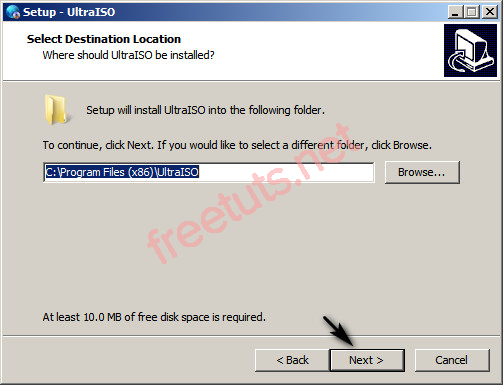 Setup - UltraISO
Select Destination Location
Where should UltraISO be installed?
Setup will install UltraISO into the following folder.
To continue, click Next. If you would like to select a different folder, click Browse.
C:\Program Files (x86)\UltraISO
Browse...
freetuts.net
At least 10.0 MB of free disk space is required.
< Back
Next >
Cancel